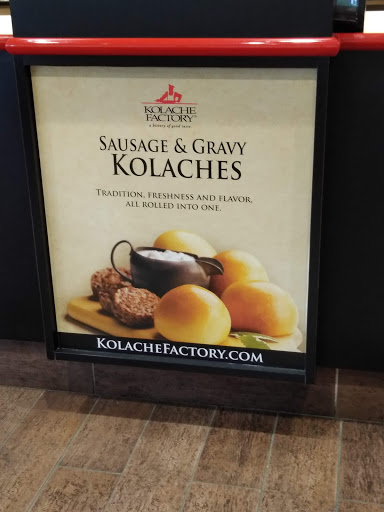 KOLACHE
FACTORY
a history of good taste
SAUSAGE & GRAVY
KOLACHES
TRADITION, FRESHNESS AND FLAVOR,
ALL ROLLED INTO ONE.
KOLACHEFACTORY.COM